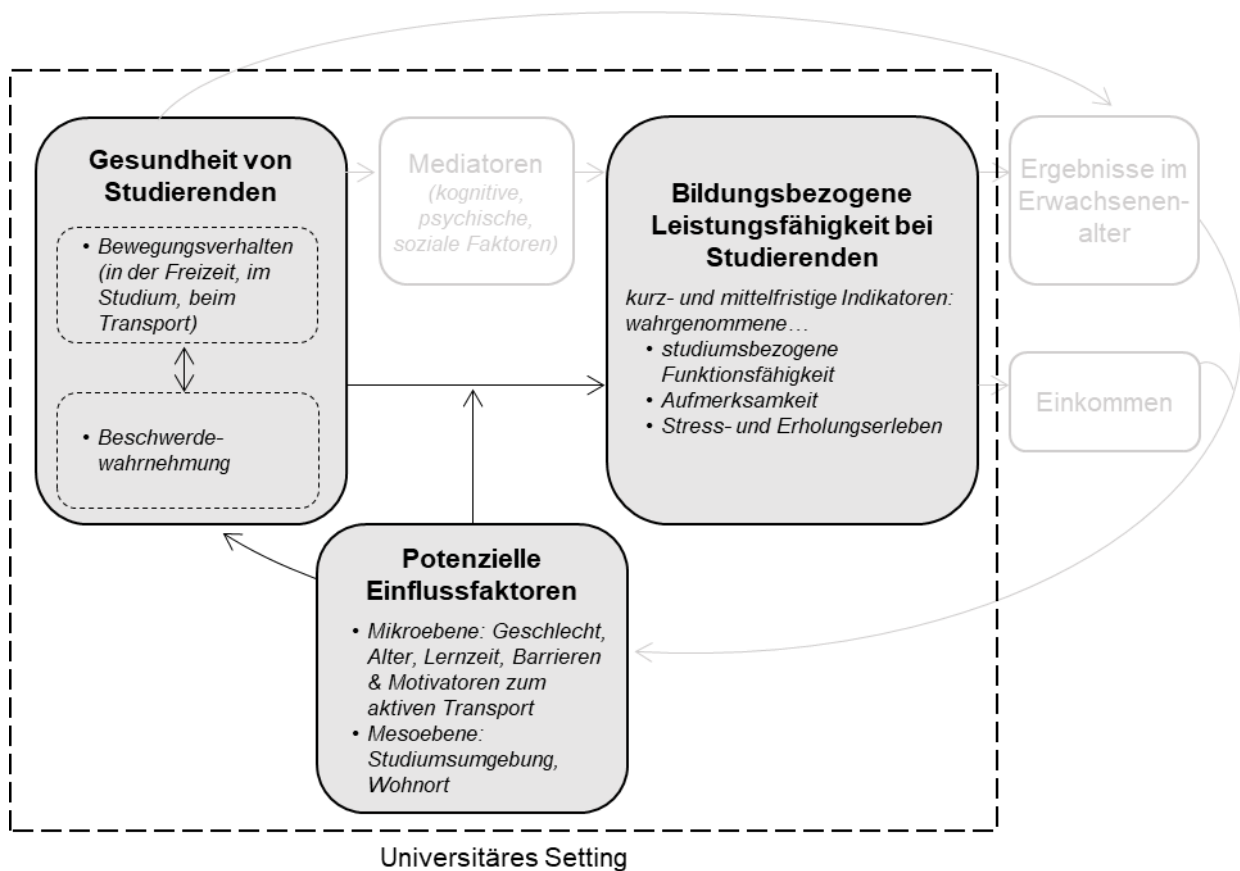 Gesundheit von
Studierenden
• Bewegungsverhalten
(in der Freizeit, im
Studium, beim
Transport)
• Beschwerde-
wahrnehmung
Mediatoren
(kognitive,
psychische,
soziale Faktoren)
Bildungsbezogene
Leistungsfähigkeit bei
Studierenden
kurz- und mittelfristige Indikatoren:
wahrgenommene…
• studiumsbezogene
Funktionsfähigkeit
• Aufmerksamkeit
• Stress- und Erholungserleben
Ergebnisse im
Erwachsenen-
alter
Einkommen
Potenzielle
Einflussfaktoren
• Mikroebene: Geschlecht,
Alter, Lernzeit, Barrieren
& Motivatoren zum
aktiven Transport
• Mesoebene:
Studiumsumgebung,
Wohnort
Universitäres Setting